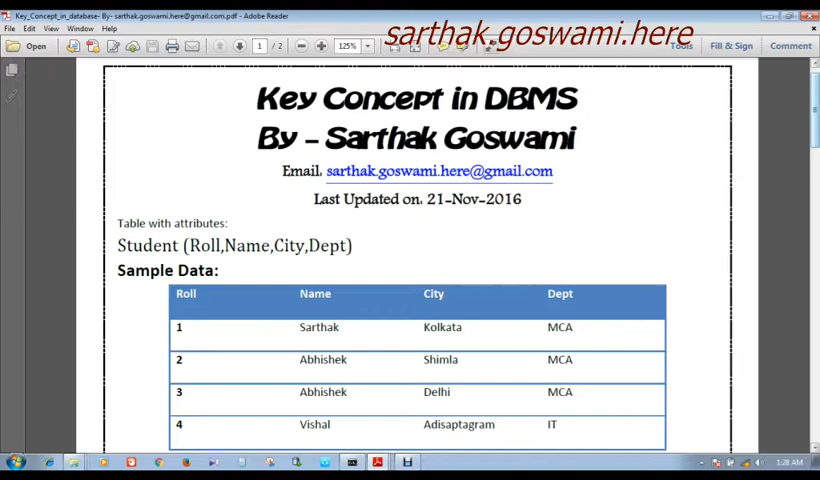 Key_Concept_in_database- By- sarthak.goswami.here@gmail.com.pdf - Adobe Reader
sarthak.goswami.here
File Edit View Window Help
Open 1 / 2 125% Tools Fill & Sign Comment
Key Concept in DBMS
By - Sarthak Goswami
Email. sarthak.goswami.here@gmail.com
Last Updated on. 21-Nov-2016
Table with attributes:
Student (Roll,Name,City,Dept)
Sample Data:
Roll Name City Dept
1 Sarthak Kolkata MCA
2 Abhishek Shimla MCA
3 Abhishek Delhi MCA
4 Vishal Adisaptagram IT
1:28 AM